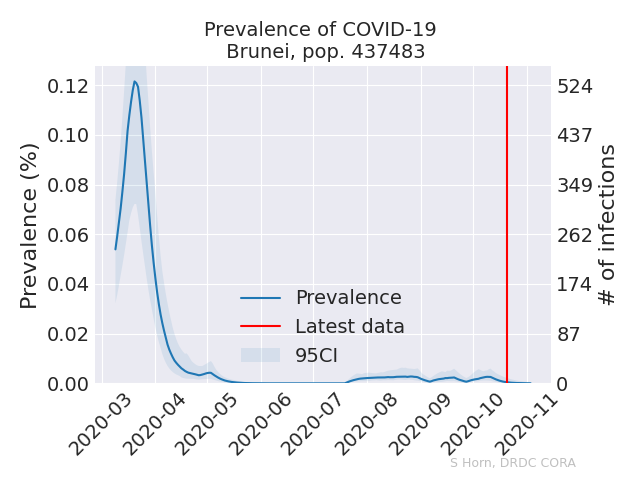 Prevalence of COVID-19
Brunei, pop. 437483
Prevalence (%)
0.12
0.10
0.08
0.06
0.04
0.02
0.00
524
437
349
262
174
87
0
# of infections
Prevalence
Latest data
95CI
2020-03
2020-04
2020-05
2020-06
2020-07
2020-08
2020-09
2020-10
2020-11
S Horn, DRDC CORA